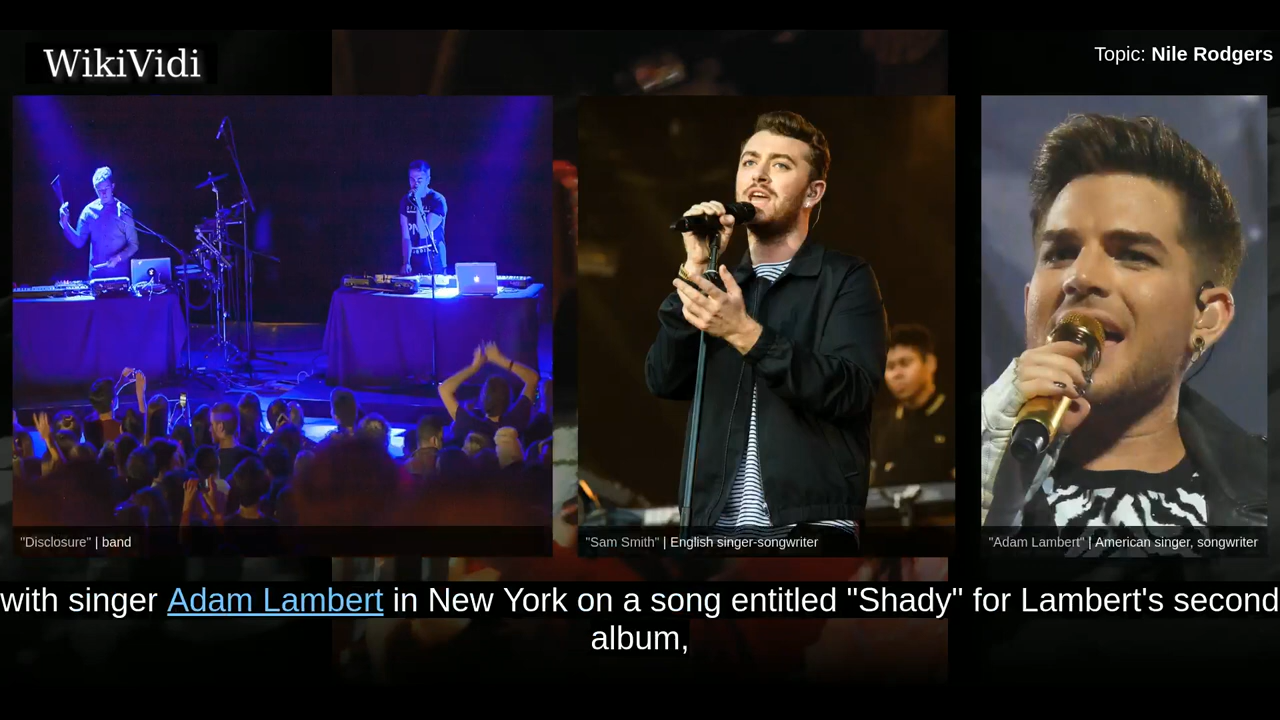 WikiVidi
Topic: Nile Rodgers
"Disclosure" | band
"Sam Smith" | English singer-songwriter
"Adam Lambert" | American singer, songwriter
with singer Adam Lambert in New York on a song entitled "Shady" for Lambert's second
album,